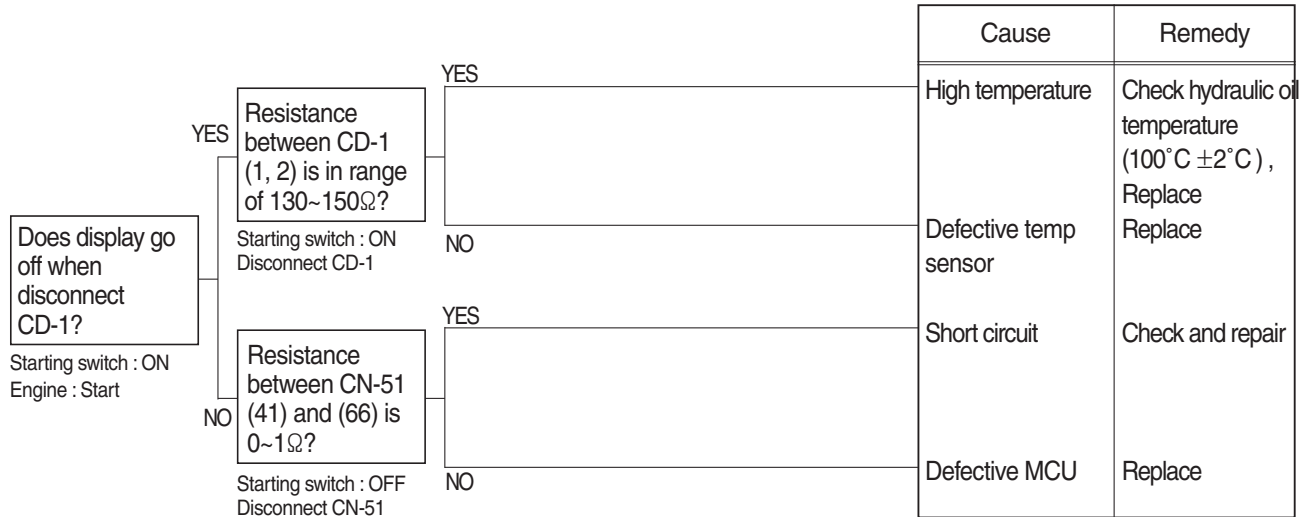 Does display go
off when
disconnect
CD-1?
Starting switch : ON
Engine : Start
YES
Resistance
between CD-1
(1, 2) is in range
of 130~150Ω?
Starting switch : ON
Disconnect CD-1
NO
Resistance
between CN-51
(41) and (66) is
0~1Ω?
Starting switch : OFF
Disconnect CN-51
YES
NO
YES
NO
Cause
Remedy
High temperature
Check hydraulic oil
temperature
(100˚C ±2˚C ) ,
Replace
Defective temp
sensor
Replace
Short circuit
Check and repair
Defective MCU
Replace